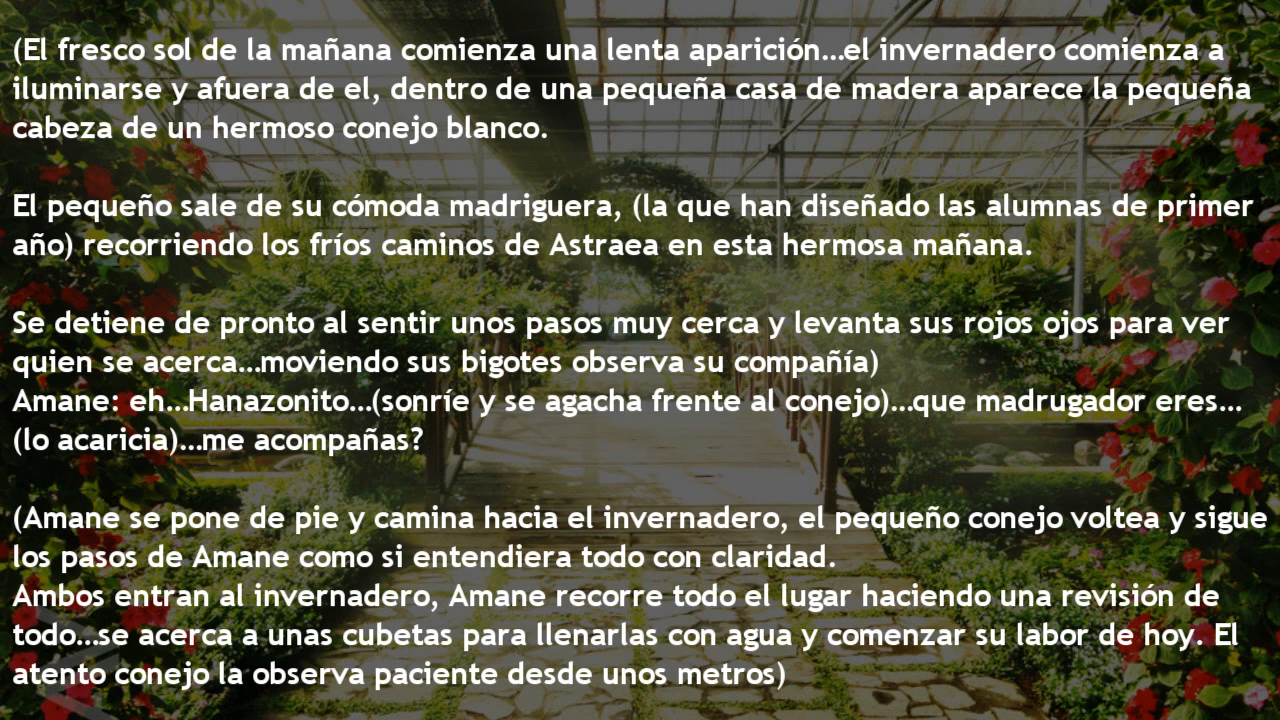 (El fresco sol de la mañana comienza una lenta aparición...el invernadero comienza a
iluminarse y afuera de el, dentro de una pequeña casa de madera aparece la pequeña
cabeza de un hermoso conejo blanco.
El pequeño sale de su cómoda madriguera, (la que han diseñado las alumnas de primer
año) recorriendo los fríos caminos de Astraea en esta hermosa mañana.
Se detiene de pronto al sentir unos pasos muy cerca y levanta sus rojos ojos para ver
quien se acerca...moviendo sus bigotes observa su compañía)
Amane: eh...Hanazonito...(sonríe y se agacha frente al conejo)...que madrugador eres...
(lo acaricia)...me acompañas?
(Amane se pone de pie y camina hacia el invernadero, el pequeño conejo voltea y sigue
los pasos de Amane como si entendiera todo con claridad.
Ambos entran al invernadero, Amane recorre todo el lugar haciendo una revisión de
todo...se acerca a unas cubetas para llenarlas con agua y comenzar su labor de hoy. El
atento conejo la observa paciente desde unos metros)